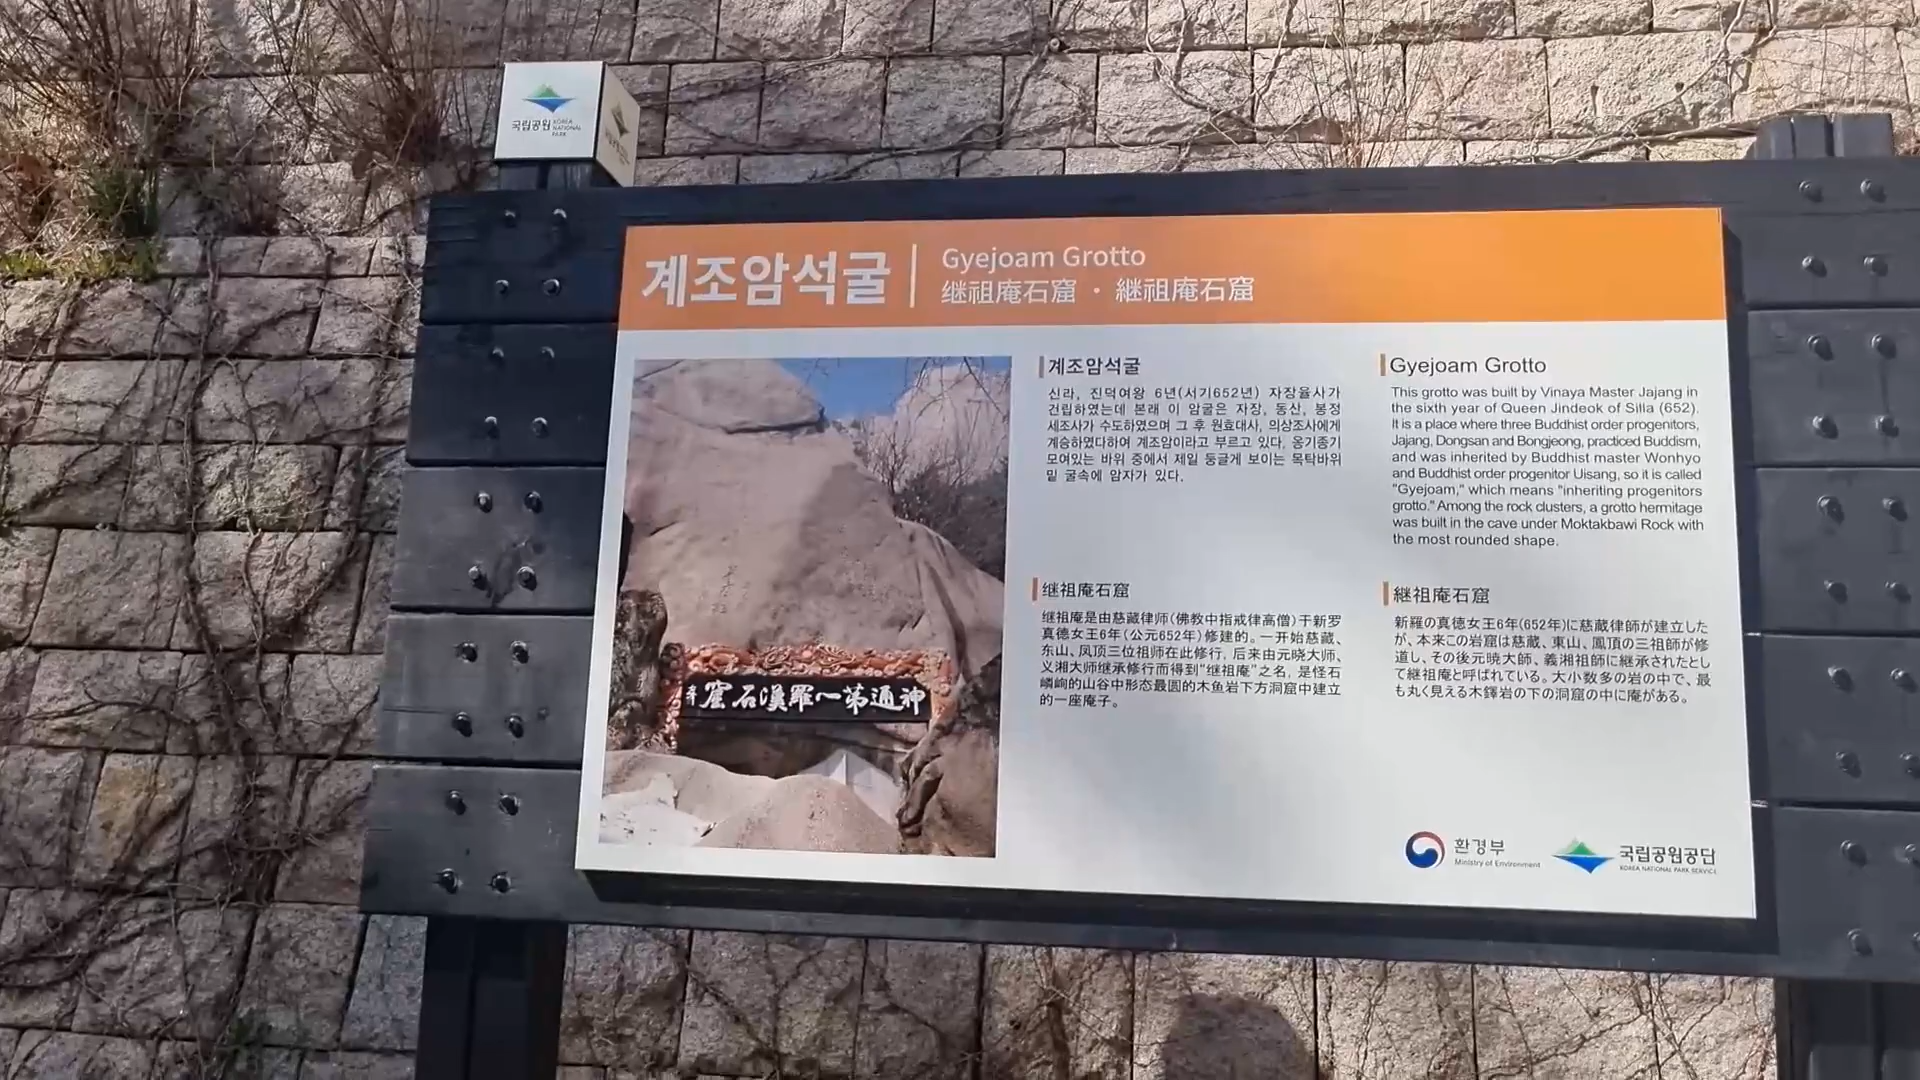 국립공원 KOREA NATIONAL PARK
계조암석굴
Gyejoam Grotto
继祖庵石窟 · 継祖庵石窟
계조암석굴
신라, 진덕여왕 6년(서기652년) 자장율사가
건립하였는데 본래 이 암굴은 자장, 동산, 봉정
세조사가 수도하였으며 그 후 원효대사, 의상조사에게
계승하였다하여 계조암이라고 부르고 있다. 옹기종기
모여있는 바위 중에서 제일 둥글게 보이는 목탁바위
밑 굴속에 암자가 있다.
Gyejoam Grotto
This grotto was built by Vinaya Master Jajang in
the sixth year of Queen Jindeok of Silla (652).
It is a place where three Buddhist order progenitors,
Jajang, Dongsan and Bongjeong, practiced Buddism,
and was inherited by Buddhist master Wonhyo
and Buddhist order progenitor Uisang, so it is called
"Gyejoam," which means "inheriting progenitors
grotto." Among the rock clusters, a grotto hermitage
was built in the cave under Moktakbawi Rock with
the most rounded shape.
继祖庵石窟
继祖庵是由慈藏律师(佛教中指戒律高僧)于新罗
真德女王6年(公元652年)修建的。一开始慈藏、
东山、凤顶三位祖师在此修行, 后来由元晓大师、
义湘大师继承修行而得到"继祖庵"之名, 是怪石
嶙峋的山谷中形态最圆的木鱼岩下方洞窟中建立
的一座庵子。
継祖庵石窟
新羅の真徳女王6年(652年)に慈蔵律師が建立した
が、本来この岩窟は慈蔵、東山、鳳頂の三祖師が修
道し、その後元暁大師、義湘祖師に継承されたとし
て継祖庵と呼ばれている。大小数多の岩の中で、最
も丸く見える木鐸岩の下の洞窟の中に庵がある。
窟石漢羅一第通神
환경부
Ministry of Environment
국립공원공단
KOREA NATIONAL PARK SERVICE